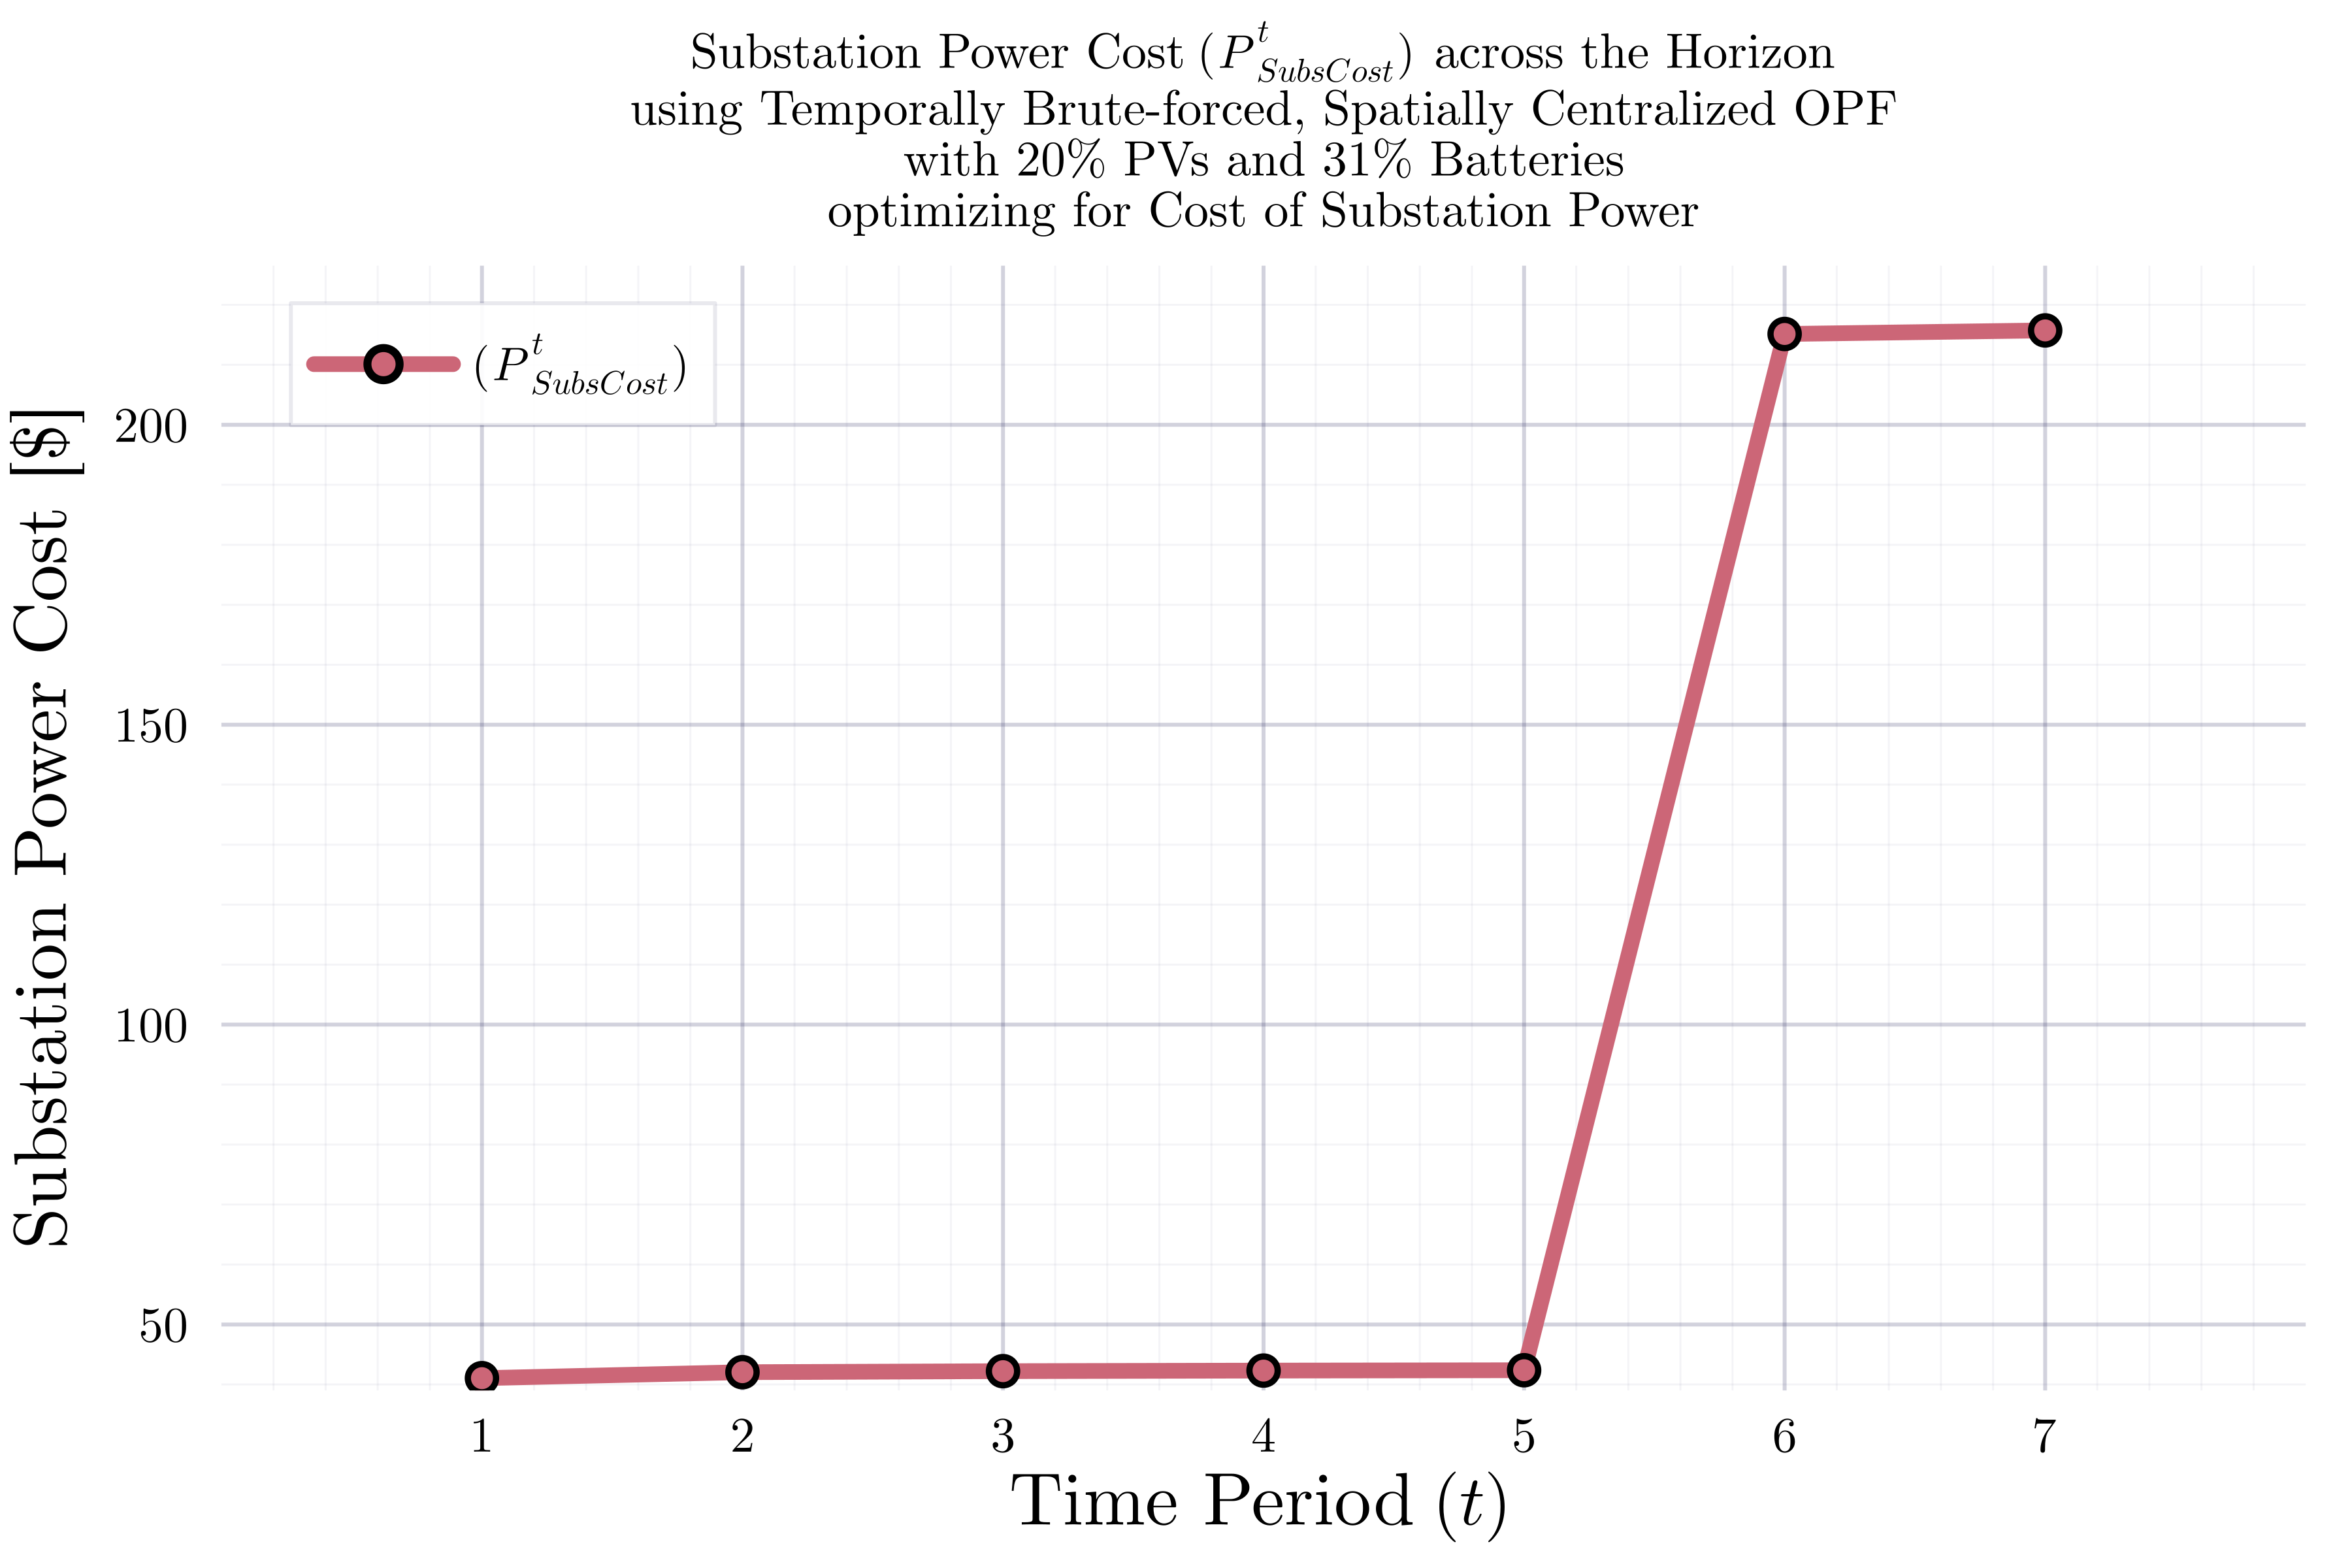 Substation Power Cost (P^t_SubsCost) across the Horizon
using Temporally Brute-forced, Spatially Centralized OPF
with 20% PVs and 31% Batteries
optimizing for Cost of Substation Power
(P^t_SubsCost)
Substation Power Cost [$]
200
150
100
50
1 2 3 4 5 6 7
Time Period (t)